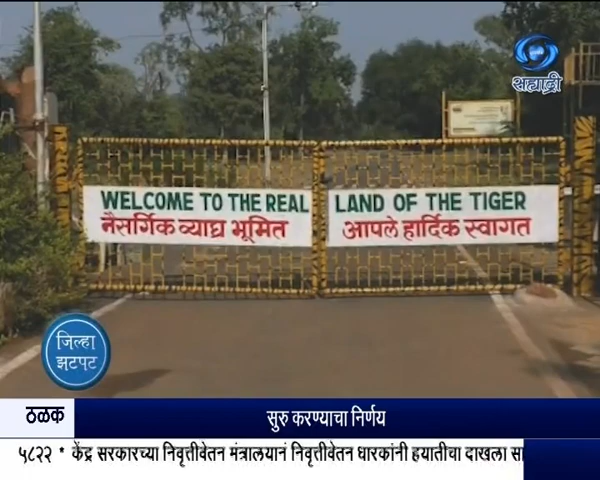 सह्याद्री
WELCOME TO THE REAL LAND OF THE TIGER
नैसर्गिक व्याघ्र भूमित आपले हार्दिक स्वागत
जिल्हा
झटपट
ठळक सुरु करण्याचा निर्णय
५८२२ * केंद्र सरकारच्या निवृत्तीवेतन मंत्रालयानं निवृत्तीवेतन धारकांनी हयातीचा दाखला सा